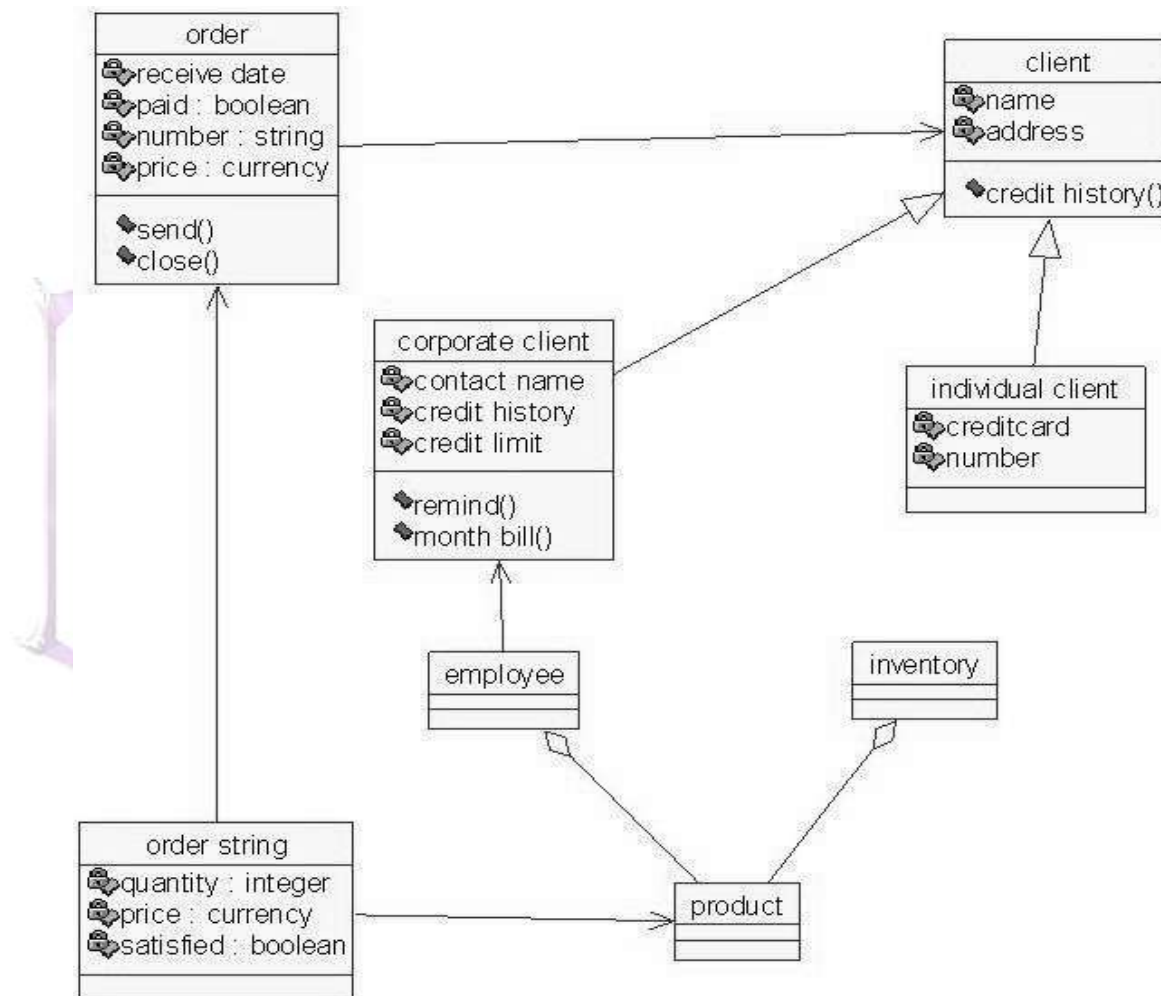 order
receive date
paid : boolean
number : string
price : currency
send()
close()
client
name
address
credit history()
corporate client
contact name
credit history
credit limit
remind()
month bill()
individual client
creditcard
number
employee
inventory
order string
quantity : integer
price : currency
satisfied : boolean
product